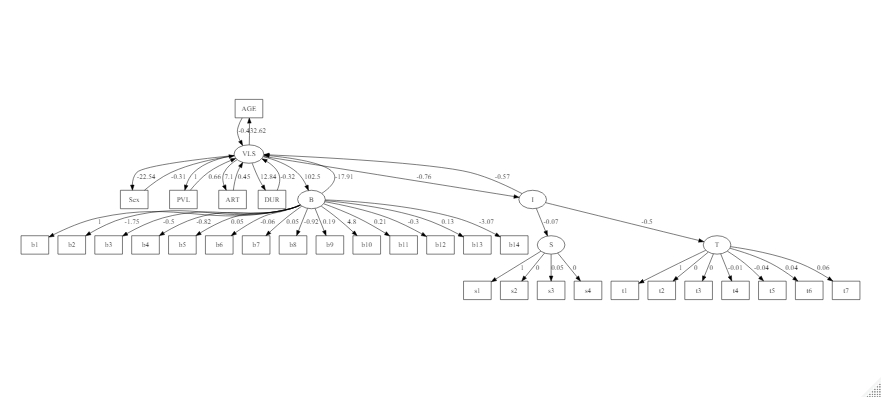 AGE
-0.432.62
VLS
-22.54 -0.31 1 0.66 7.1 0.45 12.84 -0.32 102.5 -17.91 -0.76 -0.57
Sex PVL ART DUR B I
1 -1.75 -0.5 -0.82 0.05 -0.06 0.05 -0.92 0.19 4.8 0.21 -0.3 0.13 -3.07 -0.07 -0.5
b1 b2 b3 b4 b5 b6 b7 b8 b9 b10 b11 b12 b13 b14 S T
1 0 0.05 0 1 0 0 -0.01 -0.04 0.04 0.06
s1 s2 s3 s4 t1 t2 t3 t4 t5 t6 t7